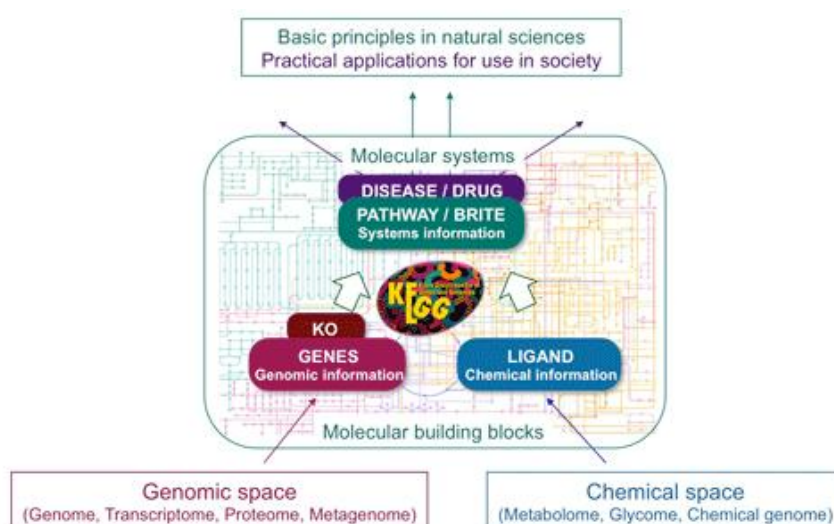 Basic principles in natural sciences
Practical applications for use in society
Molecular systems
DISEASE / DRUG
PATHWAY / BRITE
Systems information
KEGG
KO
GENES
Genomic information
LIGAND
Chemical information
Molecular building blocks
Genomic space
(Genome, Transcriptome, Proteome, Metagenome)
Chemical space
(Metabolome, Glycome, Chemical genome)